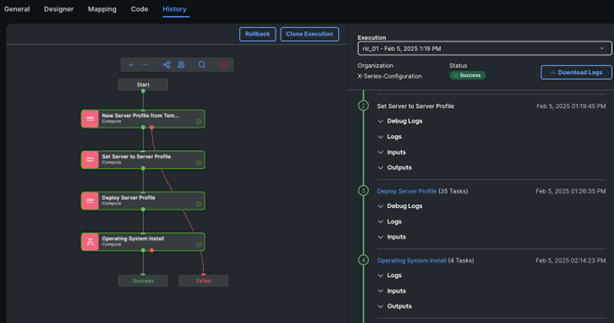 General Designer Mapping Code History
Rollback Clone Execution
Start
New Server Profile from Tem...
Compute
Set Server to Server Profile
Compute
Deploy Server Profile
Compute
Operating System Install
Compute
Success Failed
Execution
ric_01 - Feb 5, 2025 1:19 PM
Organization Status
X-Series-Configuration Success
Download Logs
2 Set Server to Server Profile Feb 5, 2025 01:19:45 PM
Debug Logs
Logs
Inputs
Outputs
3 Deploy Server Profile (35 Tasks) Feb 5, 2025 01:26:35 PM
Debug Logs
Logs
Inputs
4 Operating System Install (4 Tasks) Feb 5, 2025 02:14:23 PM
Logs
Inputs
Outputs